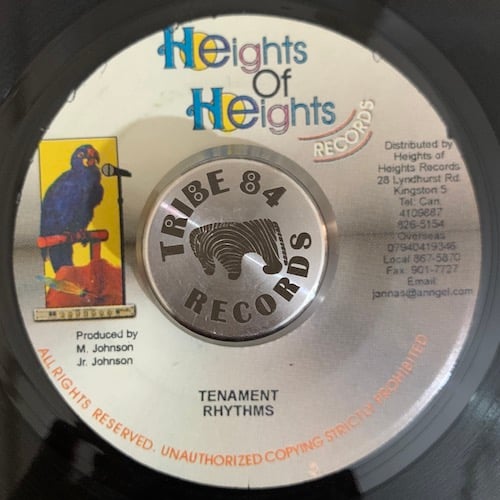 Heights
Of
Heights
RECORDS
Distributed by
Heights of
Heights Records
28 Lyndhurst Rd.
Kingston 5
Tel: Can.
4109887
826-5154
Overseas
07940419346
Local 867-5870
Fax 901-7727
Email:
jannais@anngel.com
TRIBE 84
RECORDS
Produced by
M. Johnson
Jr. Johnson
TENAMENT
RHYTHMS
ALL RIGHTS RESERVED. UNAUTHORIZED COPYING STRICTLY PROHIBITED